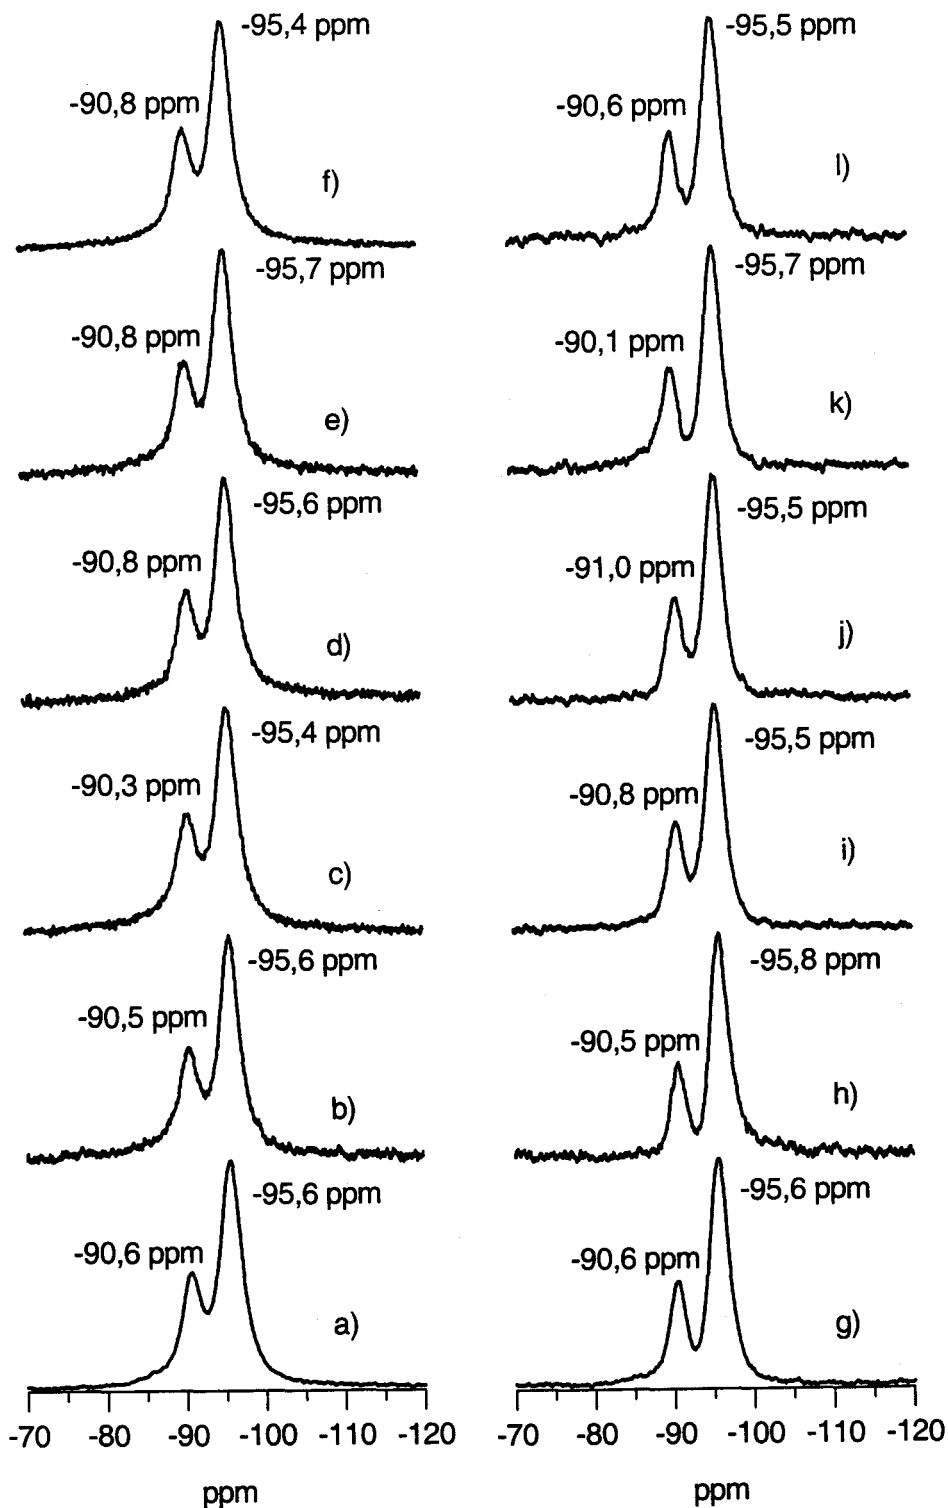 -95,4 ppm
-90,8 ppm
f)
-95,7 ppm
-90,8 ppm
e)
-95,6 ppm
-90,8 ppm
d)
-95,4 ppm
-90,3 ppm
c)
-95,6 ppm
-90,5 ppm
b)
-95,6 ppm
-90,6 ppm
a)
-70 -80 -90 -100 -110 -120
ppm
-95,5 ppm
-90,6 ppm
l)
-95,7 ppm
-90,1 ppm
k)
-95,5 ppm
-91,0 ppm
j)
-95,5 ppm
-90,8 ppm
i)
-95,8 ppm
-90,5 ppm
h)
-95,6 ppm
-90,6 ppm
g)
-70 -80 -90 -100 -110 -120
ppm